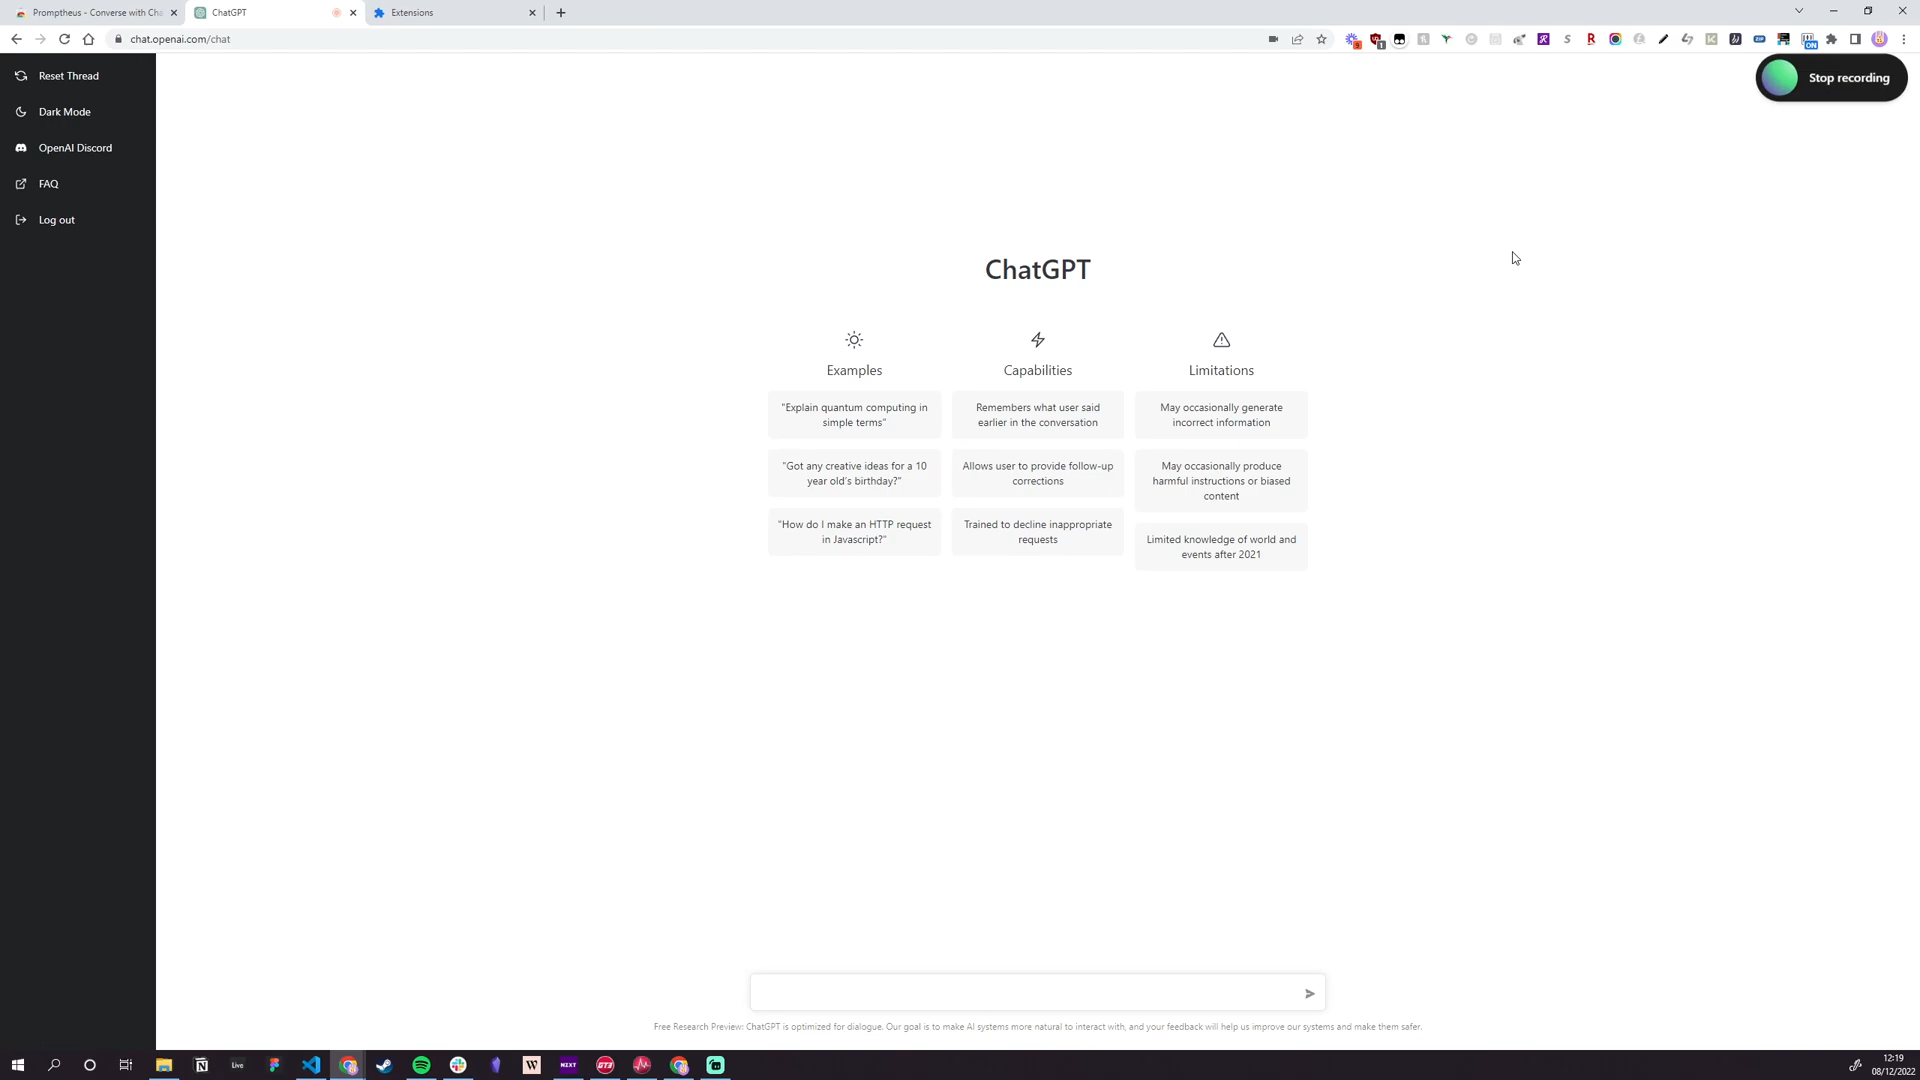 Promptheus - Converse with Cha
ChatGPT
Extensions
chat.openai.com/chat
Stop recording
Reset Thread
Dark Mode
OpenAI Discord
FAQ
Log out
ChatGPT
Examples
"Explain quantum computing in
simple terms"
"Got any creative ideas for a 10
year old's birthday?"
"How do I make an HTTP request
in Javascript?"
Capabilities
Remembers what user said
earlier in the conversation
Allows user to provide follow-up
corrections
Trained to decline inappropriate
requests
Limitations
May occasionally generate
incorrect information
May occasionally produce
harmful instructions or biased
content
Limited knowledge of world and
events after 2021
Free Research Preview: ChatGPT is optimized for dialogue. Our goal is to make AI systems more natural to interact with, and your feedback will help us improve our systems and make them safer.
ON
Live
W
NEXT
12:19
08/12/2022